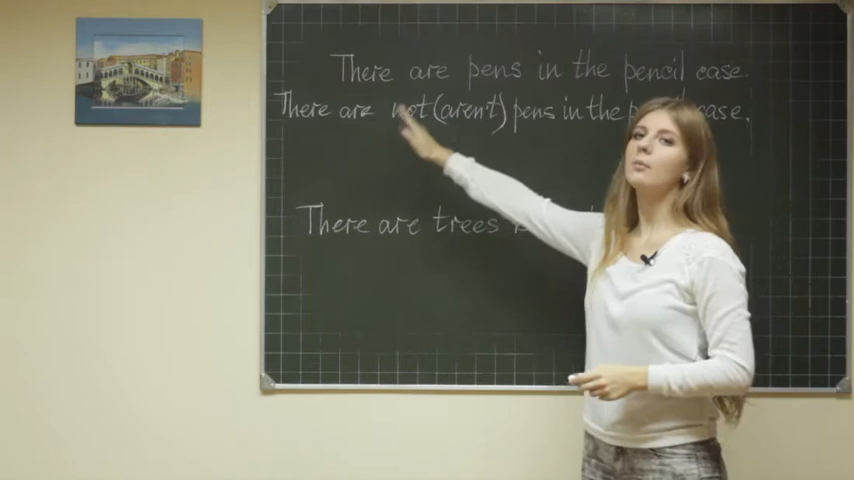 There are pens in the pencil case.
There are not (aren't) pens in the case.
There are trees